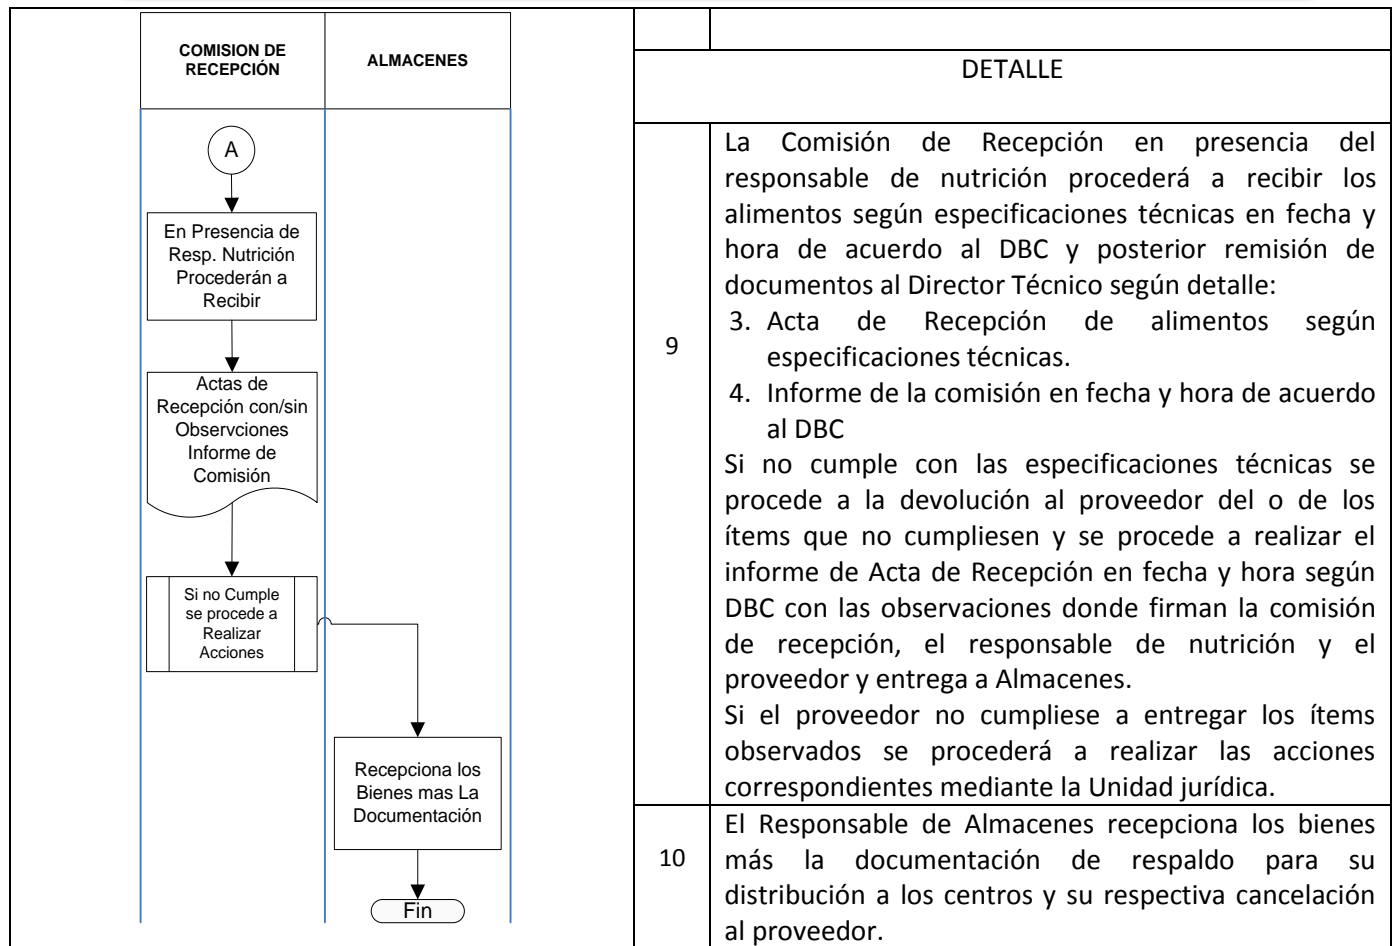 COMISION DE
RECEPCIÓN
ALMACENES
A
En Presencia de
Resp. Nutrición
Procederán a
Recibir
Actas de
Recepción con/sin
Observciones
Informe de
Comisión
Si no Cumple
se procede a
Realizar
Acciones
Recepciona los
Bienes mas La
Documentación
Fin
DETALLE
9
La Comisión de Recepción en presencia del
responsable de nutrición procederá a recibir los
alimentos según especificaciones técnicas en fecha y
hora de acuerdo al DBC y posterior remisión de
documentos al Director Técnico según detalle:
3. Acta de Recepción de alimentos según
especificaciones técnicas.
4. Informe de la comisión en fecha y hora de acuerdo
al DBC
Si no cumple con las especificaciones técnicas se
procede a la devolución al proveedor del o de los
ítems que no cumpliesen y se procede a realizar el
informe de Acta de Recepción en fecha y hora según
DBC con las observaciones donde firman la comisión
de recepción, el responsable de nutrición y el
proveedor y entrega a Almacenes.
Si el proveedor no cumpliese a entregar los ítems
observados se procederá a realizar las acciones
correspondientes mediante la Unidad jurídica.
10
El Responsable de Almacenes recepciona los bienes
más la documentación de respaldo para su
distribución a los centros y su respectiva cancelación
al proveedor.